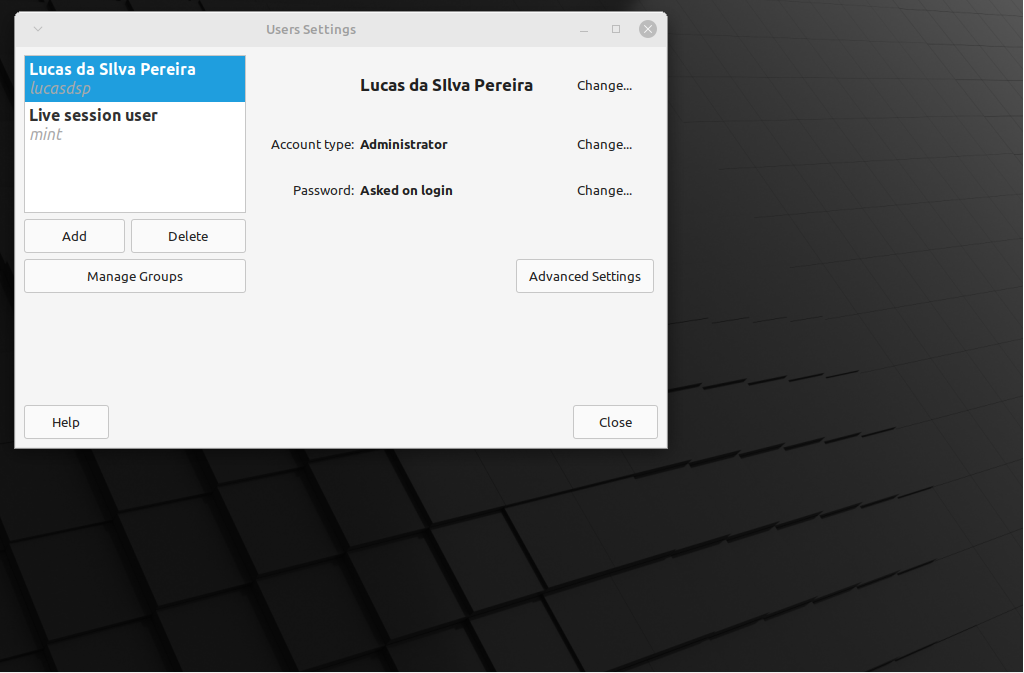 Users Settings
Lucas da SIlva Pereira
lucasdsp
Live session user
mint
Add
Delete
Manage Groups
Lucas da SIlva Pereira
Change...
Account type:
Administrator
Change...
Password:
Asked on login
Change...
Advanced Settings
Help
Close